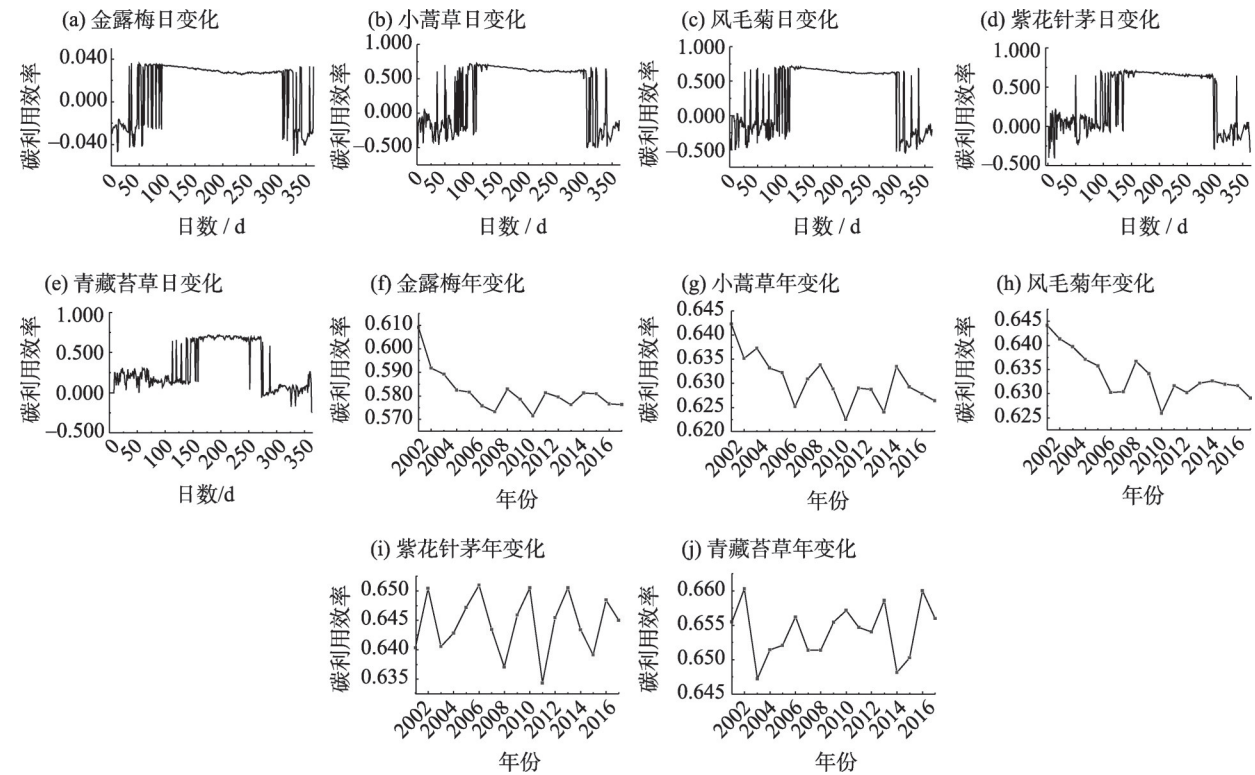 (a) 金露梅日变化
碳利用效率
0.040
0.000
–0.040
0 50 100 150 200 250 300 350
日数 / d
(b) 小蒿草日变化
碳利用效率
1.000
0.500
0.000
–0.500
0 50 100 150 200 250 300 350
日数 / d
(c) 风毛菊日变化
碳利用效率
1.000
0.500
0.000
–0.500
0 50 100 150 200 250 300 350
日数 / d
(d) 紫花针茅日变化
碳利用效率
1.000
0.500
0.000
–0.500
0 50 100 150 200 250 300 350
日数 / d
(e) 青藏苔草日变化
碳利用效率
1.000
0.500
0.000
–0.500
0 50 100 150 200 250 300 350
日数/d
(f) 金露梅年变化
碳利用效率
0.610
0.600
0.590
0.580
0.570
2002 2004 2006 2008 2010 2012 2014 2016
年份
(g) 小蒿草年变化
碳利用效率
0.645
0.640
0.635
0.630
0.625
0.620
2002 2004 2006 2008 2010 2012 2014 2016
年份
(h) 风毛菊年变化
碳利用效率
0.645
0.640
0.635
0.630
0.625
2002 2004 2006 2008 2010 2012 2014 2016
年份
(i) 紫花针茅年变化
碳利用效率
0.650
0.645
0.640
0.635
2002 2004 2006 2008 2010 2012 2014 2016
年份
(j) 青藏苔草年变化
碳利用效率
0.660
0.655
0.650
0.645
2002 2004 2006 2008 2010 2012 2014 2016
年份